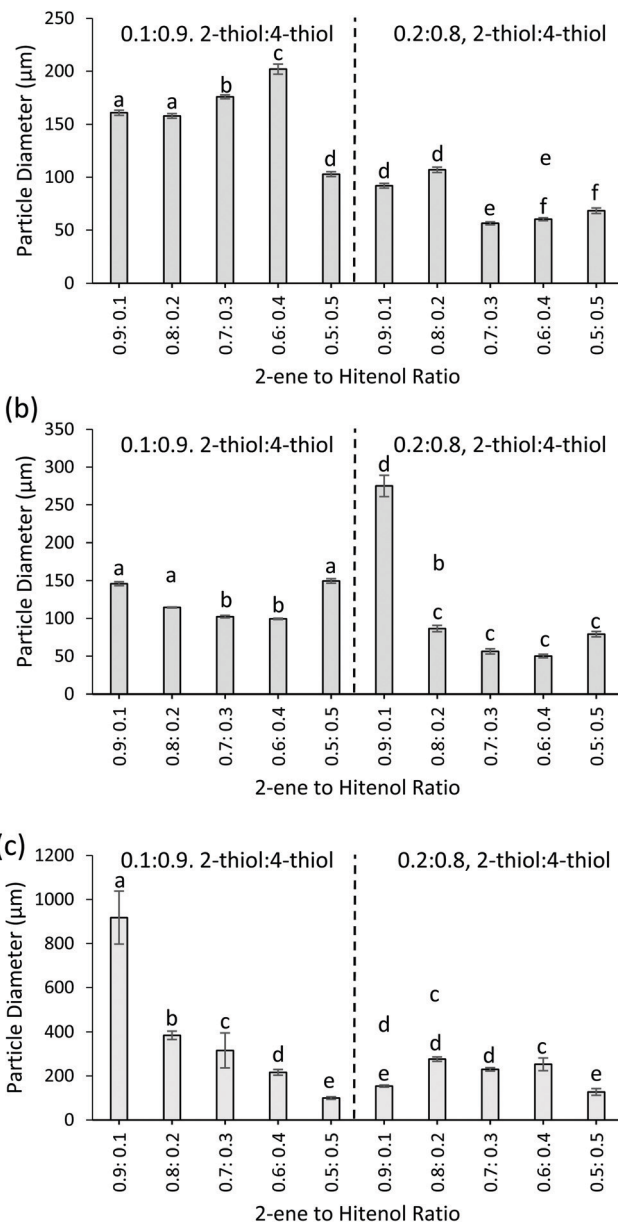 250
200
150
100
50
0
Particle Diameter (μm)
0.1:0.9. 2-thiol:4-thiol
0.2:0.8, 2-thiol:4-thiol
a a b c d d d e e f f
0.9: 0.1 0.8: 0.2 0.7: 0.3 0.6: 0.4 0.5: 0.5 0.9: 0.1 0.8: 0.2 0.7: 0.3 0.6: 0.4 0.5: 0.5
2-ene to Hitenol Ratio
(b)
350
300
250
200
150
100
50
0
Particle Diameter (μm)
0.1:0.9. 2-thiol:4-thiol
0.2:0.8, 2-thiol:4-thiol
a a b b a d b c c c c
0.9: 0.1 0.8: 0.2 0.7: 0.3 0.6: 0.4 0.5: 0.5 0.9: 0.1 0.8: 0.2 0.7: 0.3 0.6: 0.4 0.5: 0.5
2-ene to Hitenol Ratio
(c)
1200
1000
800
600
400
200
0
Particle Diameter (μm)
0.1:0.9. 2-thiol:4-thiol
0.2:0.8, 2-thiol:4-thiol
a b c d e d e c d d c e
0.9: 0.1 0.8: 0.2 0.7: 0.3 0.6: 0.4 0.5: 0.5 0.9: 0.1 0.8: 0.2 0.7: 0.3 0.6: 0.4 0.5: 0.5
2-ene to Hitenol Ratio